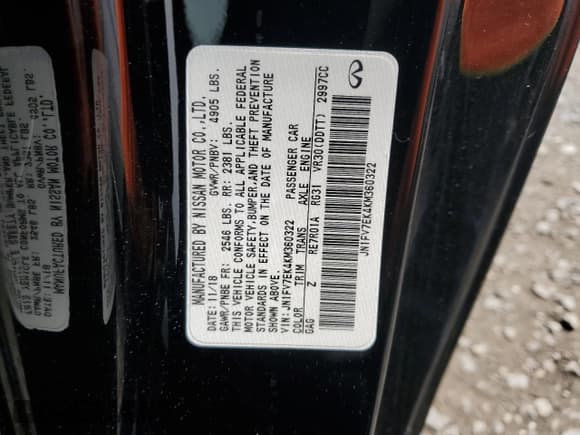 MANUFACTURED BY NISSAN MOTOR CO.,LTD.
DATE:11/18 GVWR/PNBV: 4905 LBS.
GAWR/PNBE FR: 2546 LBS. RR: 2381 LBS.
THIS VEHICLE CONFORMS TO ALL APPLICABLE FEDERAL
MOTOR VEHICLE SAFETY,BUMPER,AND THEFT PREVENTION
STANDARDS IN EFFECT ON THE DATE OF MANUFACTURE
SHOWN ABOVE.
VIN:JN1FV7EK4KM360322 PASSENGER CAR
COLOR TRIM TRANS AXLE ENGINE
GAG Z RE7R01A RG31 VR30(DDTT) 2997CC
JN1FV7EK4KM360322